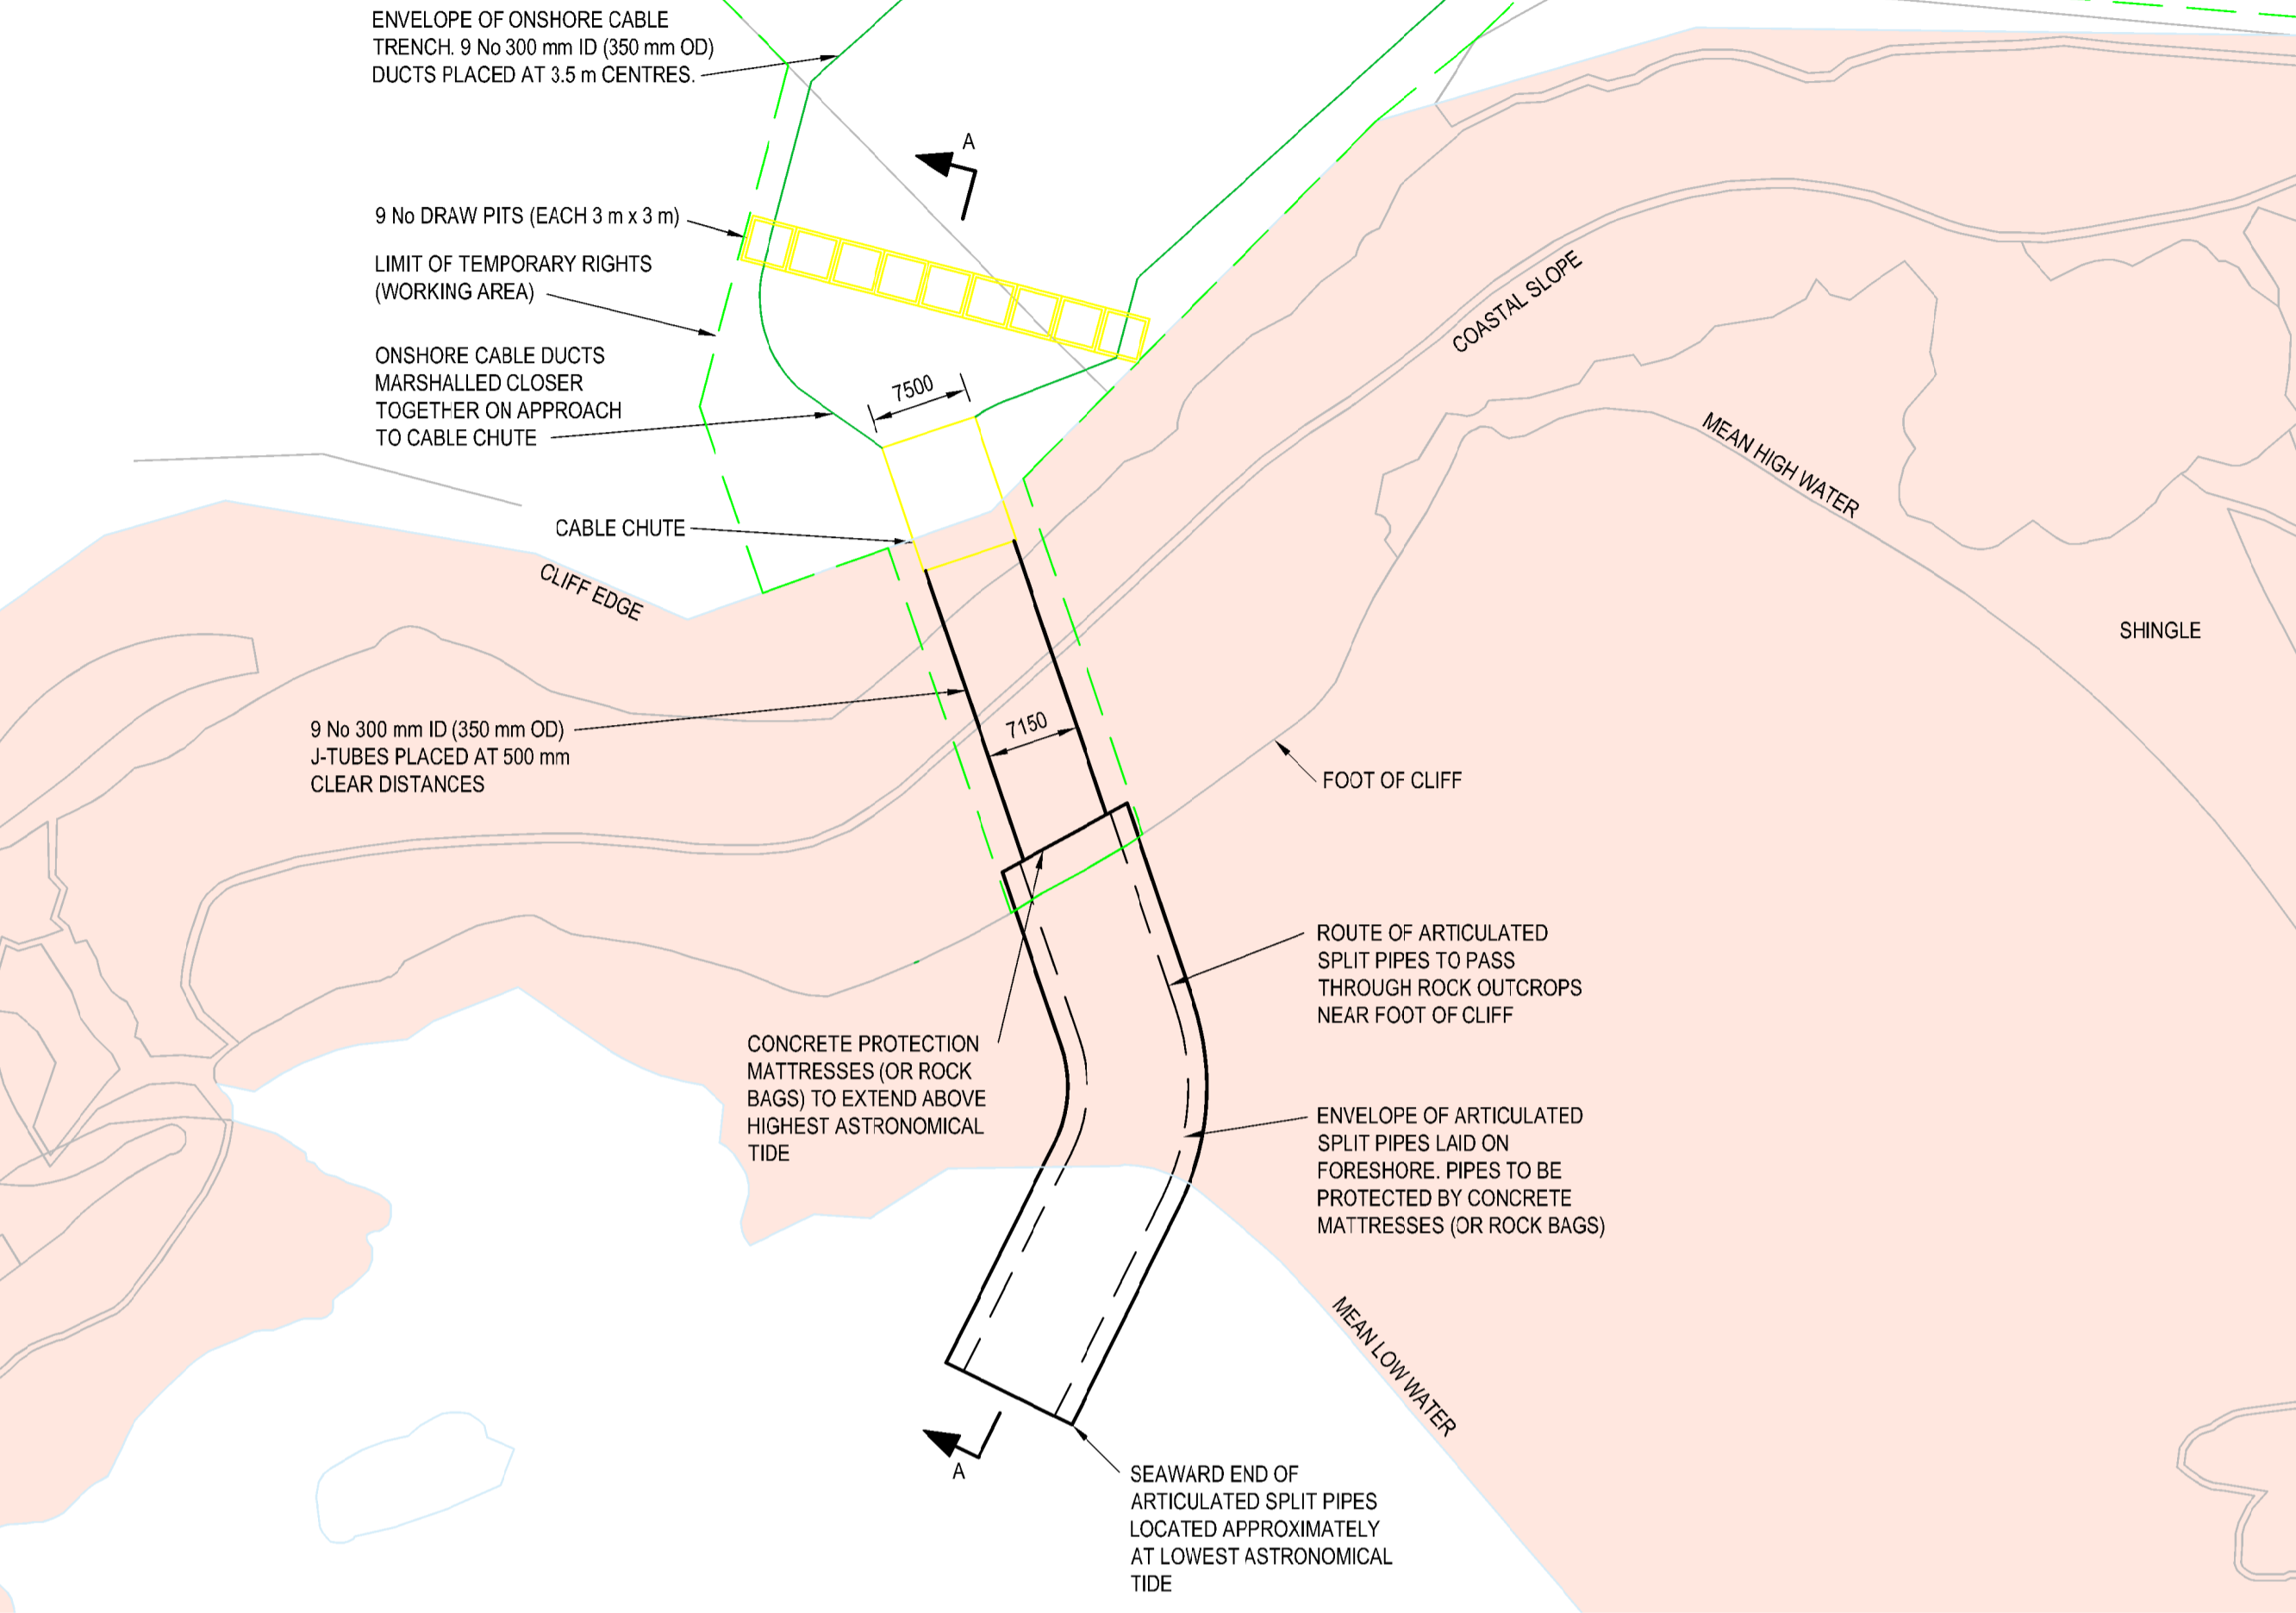 ENVELOPE OF ONSHORE CABLE
TRENCH. 9 No 300 mm ID (350 mm OD)
DUCTS PLACED AT 3.5 m CENTRES.
A
9 No DRAW PITS (EACH 3 m x 3 m)
LIMIT OF TEMPORARY RIGHTS
(WORKING AREA)
ONSHORE CABLE DUCTS
MARSHALLED CLOSER
TOGETHER ON APPROACH
TO CABLE CHUTE
7500
COASTAL SLOPE
MEAN HIGH WATER
CABLE CHUTE
CLIFF EDGE
SHINGLE
9 No 300 mm ID (350 mm OD)
J-TUBES PLACED AT 500 mm
CLEAR DISTANCES
7150
FOOT OF CLIFF
ROUTE OF ARTICULATED
SPLIT PIPES TO PASS
THROUGH ROCK OUTCROPS
NEAR FOOT OF CLIFF
CONCRETE PROTECTION
MATTRESSES (OR ROCK
BAGS) TO EXTEND ABOVE
HIGHEST ASTRONOMICAL
TIDE
ENVELOPE OF ARTICULATED
SPLIT PIPES LAID ON
FORESHORE. PIPES TO BE
PROTECTED BY CONCRETE
MATTRESSES (OR ROCK BAGS)
MEAN LOW WATER
A
SEAWARD END OF
ARTICULATED SPLIT PIPES
LOCATED APPROXIMATELY
AT LOWEST ASTRONOMICAL
TIDE